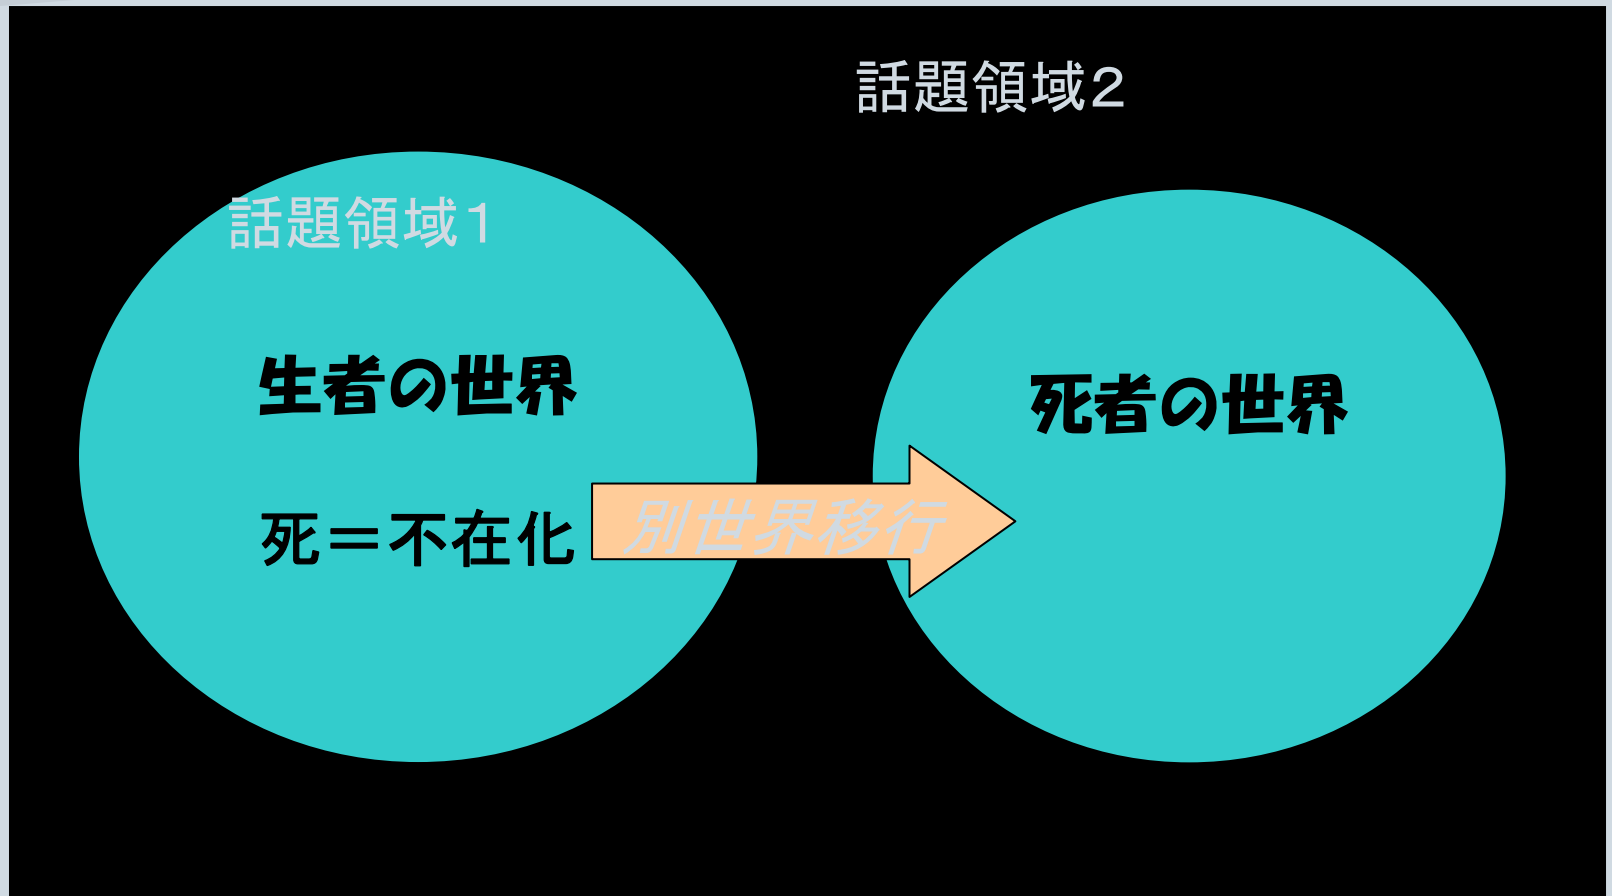 話題領域２
話題領域１
生者の世界
死者の世界
死＝不在化
別世界移行